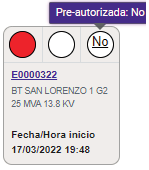 Pre-autorizada: No
No
E0000322
BT SAN LORENZO 1 G2
25 MVA 13.8 KV
Fecha/Hora inicio
17/03/2022 19:48